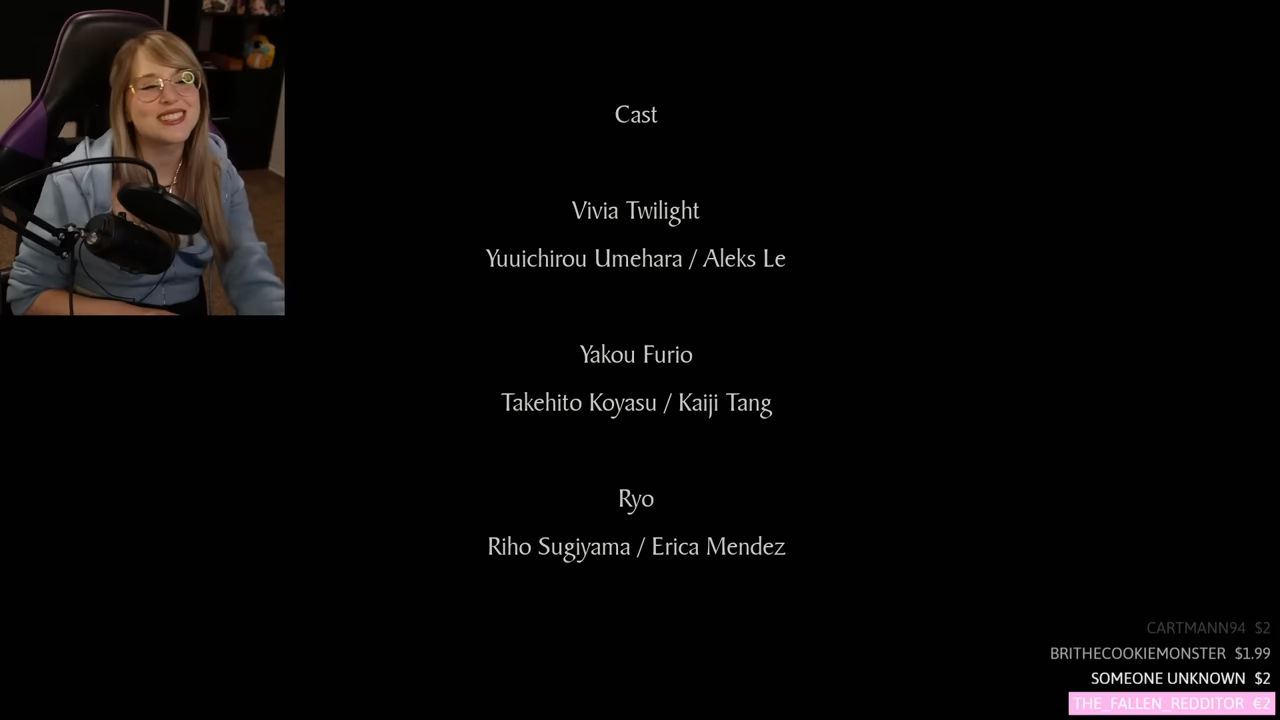 Cast
Vivia Twilight
Yuuichirou Umehara / Aleks Le
Yakou Furio
Takehito Koyasu / Kaiji Tang
Ryo
Riho Sugiyama / Erica Mendez
CARTMANN94 $2
BRITHECOOKIEMONSTER $1.99
SOMEONE UNKNOWN $2
THE_FALLEN_REDDITOR €2